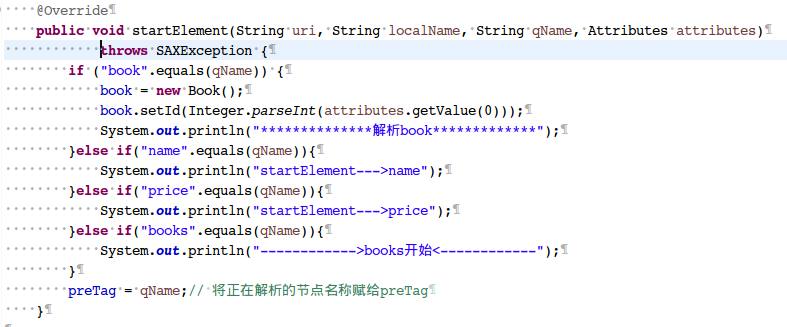 @Override
public void startElement(String uri, String localName, String qName, Attributes attributes)
throws SAXException {
if ("book".equals(qName)) {
book = new Book();
book.setId(Integer.parseInt(attributes.getValue(0)));
System.out.println("**************解析book*************");
}else if("name".equals(qName)){
System.out.println("startElement--->name");
}else if("price".equals(qName)){
System.out.println("startElement--->price");
}else if("books".equals(qName)){
System.out.println("------------>books开始<------------");
}
preTag = qName;// 将正在解析的节点名称赋给preTag
}